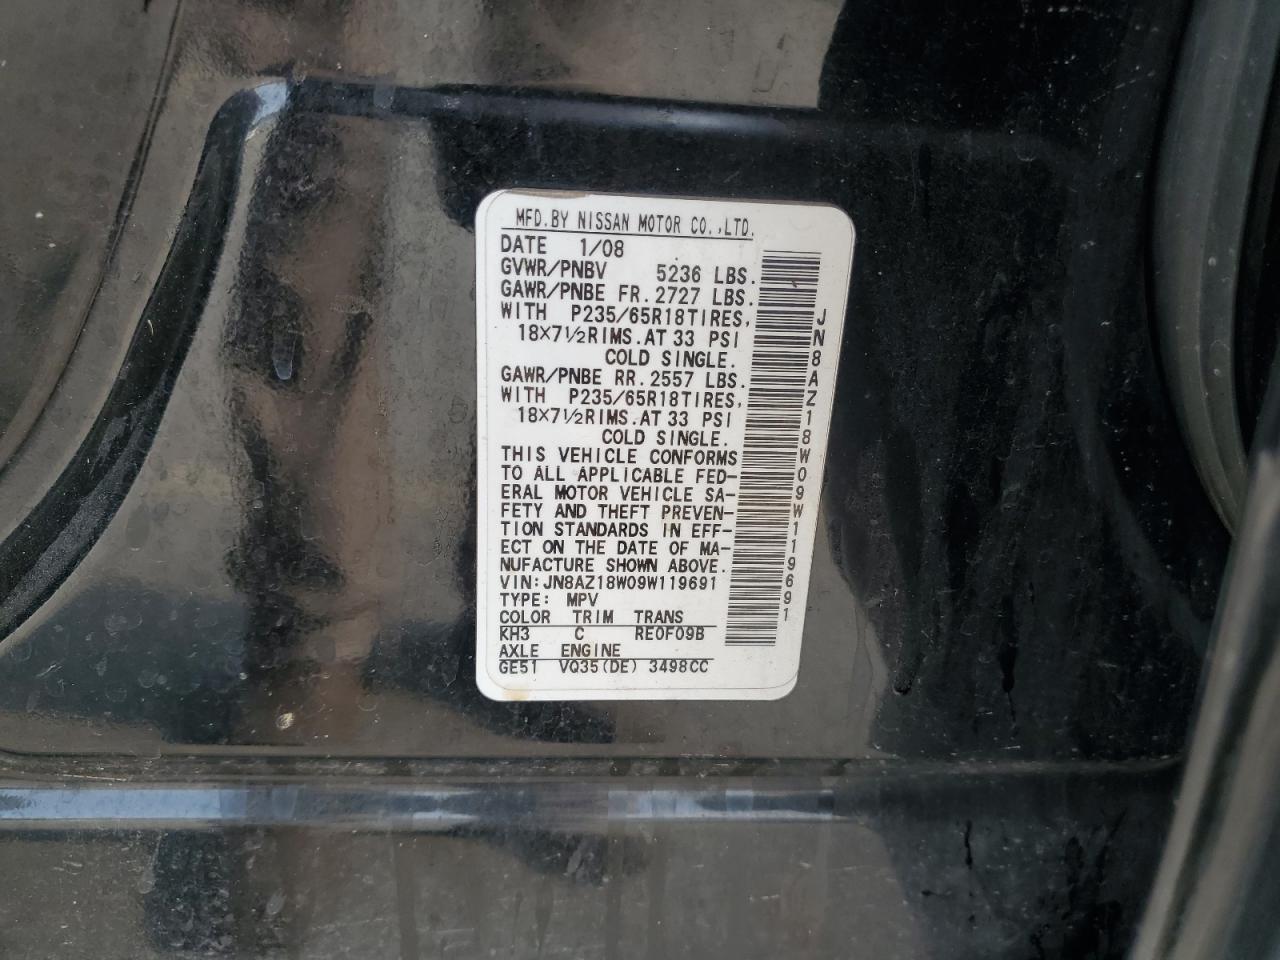 MFD.BY NISSAN MOTOR CO.,LTD.
DATE 1/08
GVWR/PNBV 5236 LBS.
GAWR/PNBE FR. 2727 LBS.
WITH P235/65R18TIRES,
18×7½RIMS.AT 33 PSI
COLD SINGLE.
GAWR/PNBE RR. 2557 LBS.
WITH P235/65R18TIRES,
18×7½RIMS.AT 33 PSI
COLD SINGLE.
THIS VEHICLE CONFORMS
TO ALL APPLICABLE FED-
ERAL MOTOR VEHICLE SA-
FETY AND THEFT PREVEN-
TION STANDARDS IN EFF-
ECT ON THE DATE OF MA-
NUFACTURE SHOWN ABOVE.
VIN:JN8AZ18W09W119691
TYPE: MPV
COLOR TRIM TRANS
KH3 C RE0F09B
AXLE ENGINE
GE51 VQ35(DE) 3498CC
JN8AZ18W09W119691